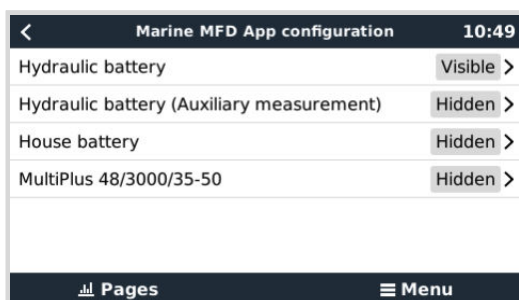 Marine MFD App configuration 10:49
Hydraulic battery Visible
Hydraulic battery (Auxiliary measurement) Hidden
House battery Hidden
MultiPlus 48/3000/35-50 Hidden
Pages Menu